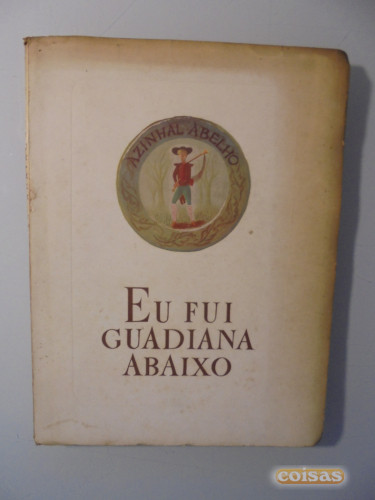 AZINHAL ABELHO
EU FUI
GUADIANA
ABAIXO
coisas